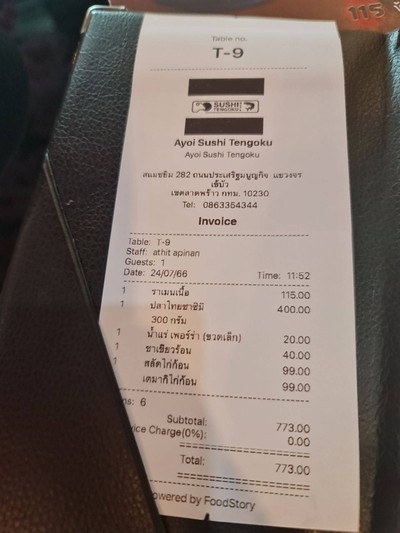 115
Table no.
T-9
SUSHI
TENGOKU
Ayoi Sushi Tengoku
Ayoi Sushi Tengoku
282 ถนนประเสริฐมนูญกิจ แขวงจร
เข้บัว
เขตลาดพร้าว กทม. 10230
Tel: 0863354344
Invoice
Table: T-9
Staff: athit apinan
Guests: 1
Date: 24/07/66 Time: 11:52
1 ราเมนเนื้อ 115.00
1 ปลาไทยซาชิมิ 400.00
300 กรัม
1 น้ำแร่ เพอร์ร่า (ขวดเล็ก) 20.00
1 ชาเขียวร้อน 40.00
1 สลัดไก่ก้อน 99.00
1 เตมากิไก่ก้อน 99.00
ns: 6
Subtotal: 773.00
vice Charge(0%): 0.00
Total: 773.00
owered by FoodStory